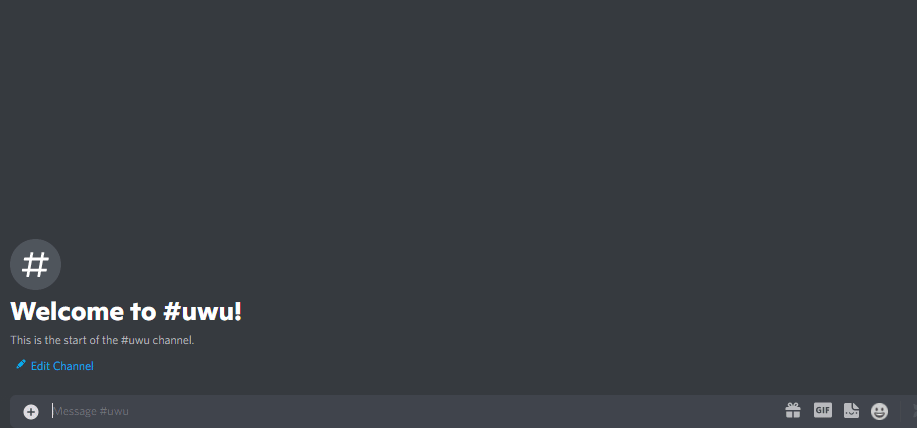 #
Welcome to #uwu!
This is the start of the #uwu channel.
Edit Channel
Message #uwu
GIF